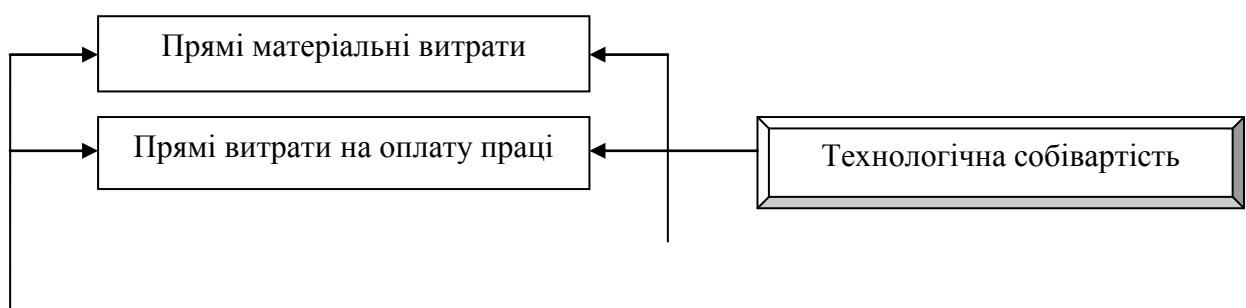 Прямі матеріальні витрати
Прямі витрати на оплату праці
Технологічна собівартість